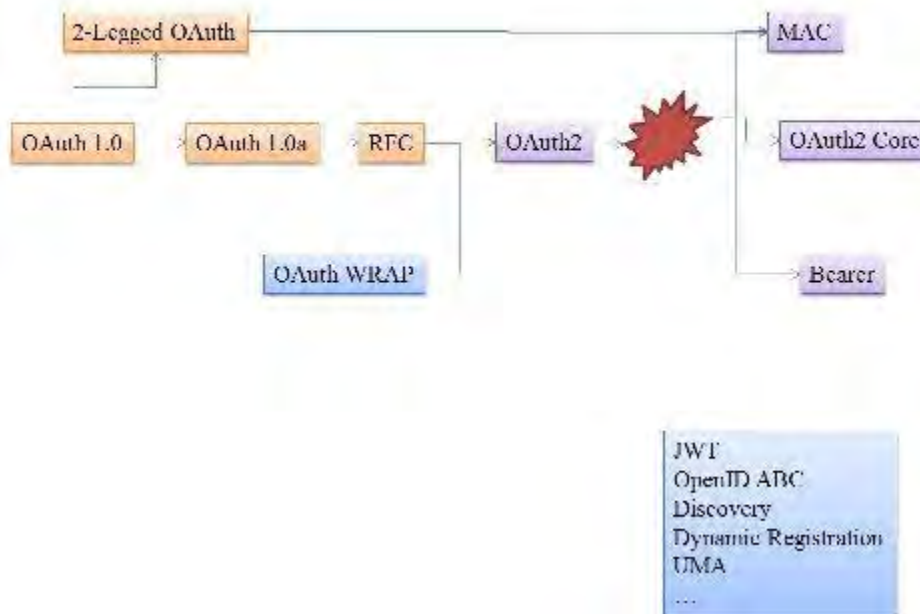 2-Legged OAuth
MAC
OAuth 1.0
OAuth 1.0a
RFC
OAuth2
OAuth2 Core
OAuth WRAP
Bearer
JWT
OpenID ABC
Discovery
Dynamic Registration
UMA
...